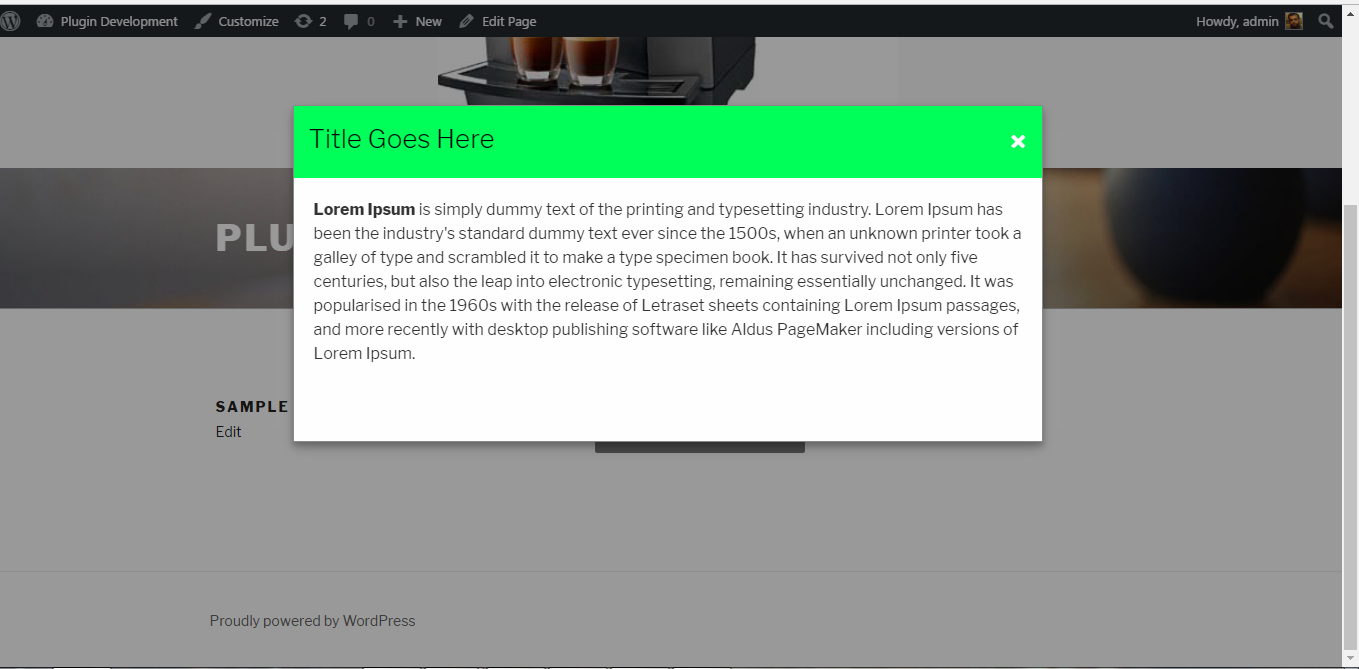 Plugin Development Customize 2 0 New Edit Page Howdy, admin
Title Goes Here
Lorem Ipsum is simply dummy text of the printing and typesetting industry. Lorem Ipsum has
been the industry's standard dummy text ever since the 1500s, when an unknown printer took a
galley of type and scrambled it to make a type specimen book. It has survived not only five
centuries, but also the leap into electronic typesetting, remaining essentially unchanged. It was
popularised in the 1960s with the release of Letraset sheets containing Lorem Ipsum passages,
and more recently with desktop publishing software like Aldus PageMaker including versions of
Lorem Ipsum.
PLU
SAMPLE
Edit
Proudly powered by WordPress